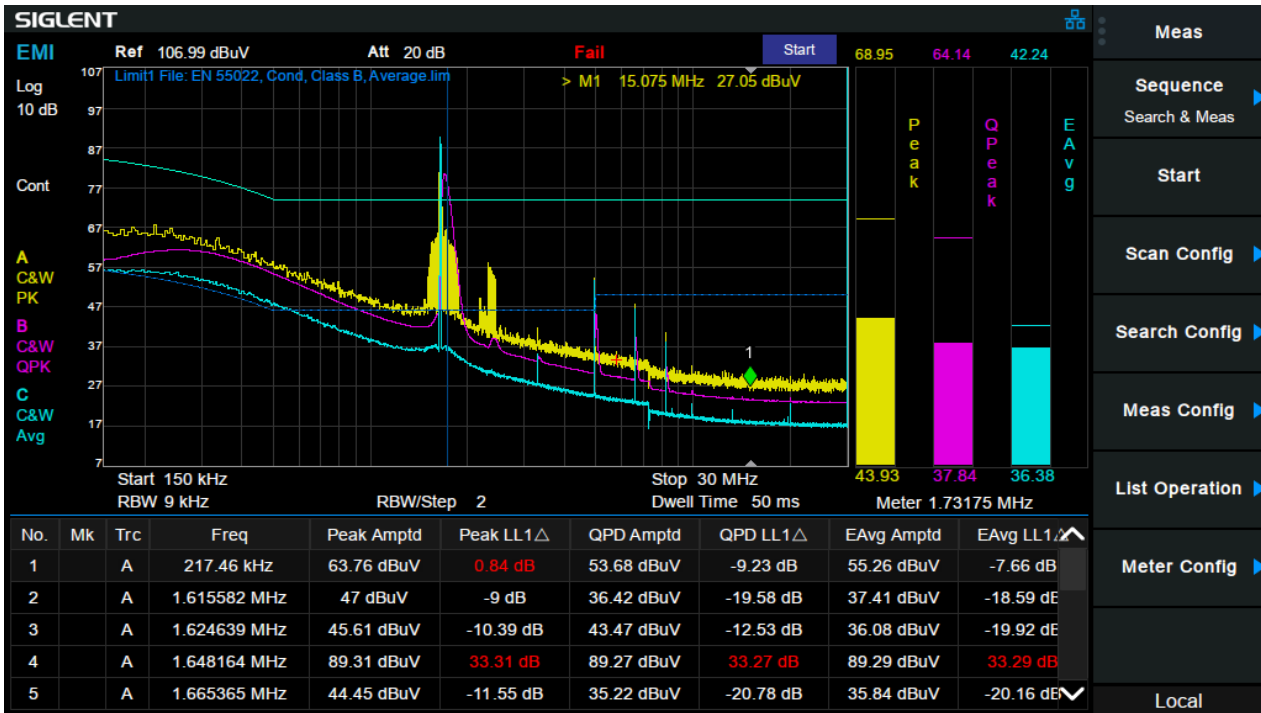 SIGLENT
EMI Ref 106.99 dBuV Att 20 dB Fail Start 68.95 64.14 42.24
Log
10 dB
Cont
A
C&W
PK
B
C&W
QPK
C
C&W
Avg
Limit1 File: EN 55022, Cond, Class B, Average.lim
> M1 15.075 MHz 27.05 dBuV
107
97
87
77
67
57
47
37
27
17
7
1
Peak
QPeak
EAvg
43.93 37.84 36.38
Start 150 kHz Stop 30 MHz
RBW 9 kHz RBW/Step 2 Dwell Time 50 ms Meter 1.73175 MHz
No. Mk Trc Freq Peak Amptd Peak LL1△ QPD Amptd QPD LL1△ EAvg Amptd EAvg LL1△
1 A 217.46 kHz 63.76 dBuV 0.84 dB 53.68 dBuV -9.23 dB 55.26 dBuV -7.66 dB
2 A 1.615582 MHz 47 dBuV -9 dB 36.42 dBuV -19.58 dB 37.41 dBuV -18.59 dB
3 A 1.624639 MHz 45.61 dBuV -10.39 dB 43.47 dBuV -12.53 dB 36.08 dBuV -19.92 dB
4 A 1.648164 MHz 89.31 dBuV 33.31 dB 89.27 dBuV 33.27 dB 89.29 dBuV 33.29 dB
5 A 1.665365 MHz 44.45 dBuV -11.55 dB 35.22 dBuV -20.78 dB 35.84 dBuV -20.16 dB
Meas
Sequence
Search & Meas
Start
Scan Config
Search Config
Meas Config
List Operation
Meter Config
Local